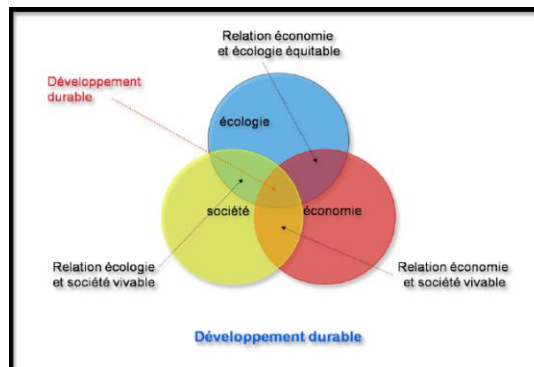 Relation économie
et écologie équitable
Développement
durable
écologie
société
économie
Relation écologie
et société vivable
Relation économie
et société vivable
Développement durable